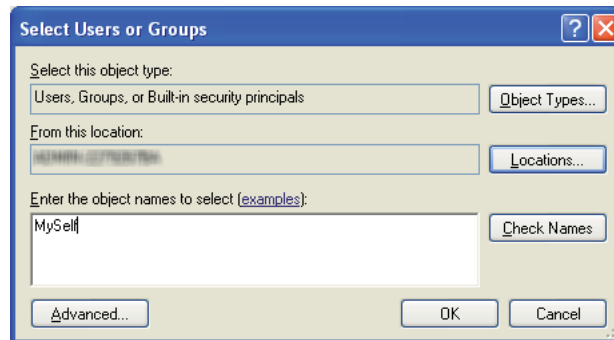 Select Users or Groups
Select this object type:
Users, Groups, or Built-in security principals
Object Types...
From this location:
Locations...
Enter the object names to select (examples):
MySelf
Check Names
Advanced...
OK
Cancel